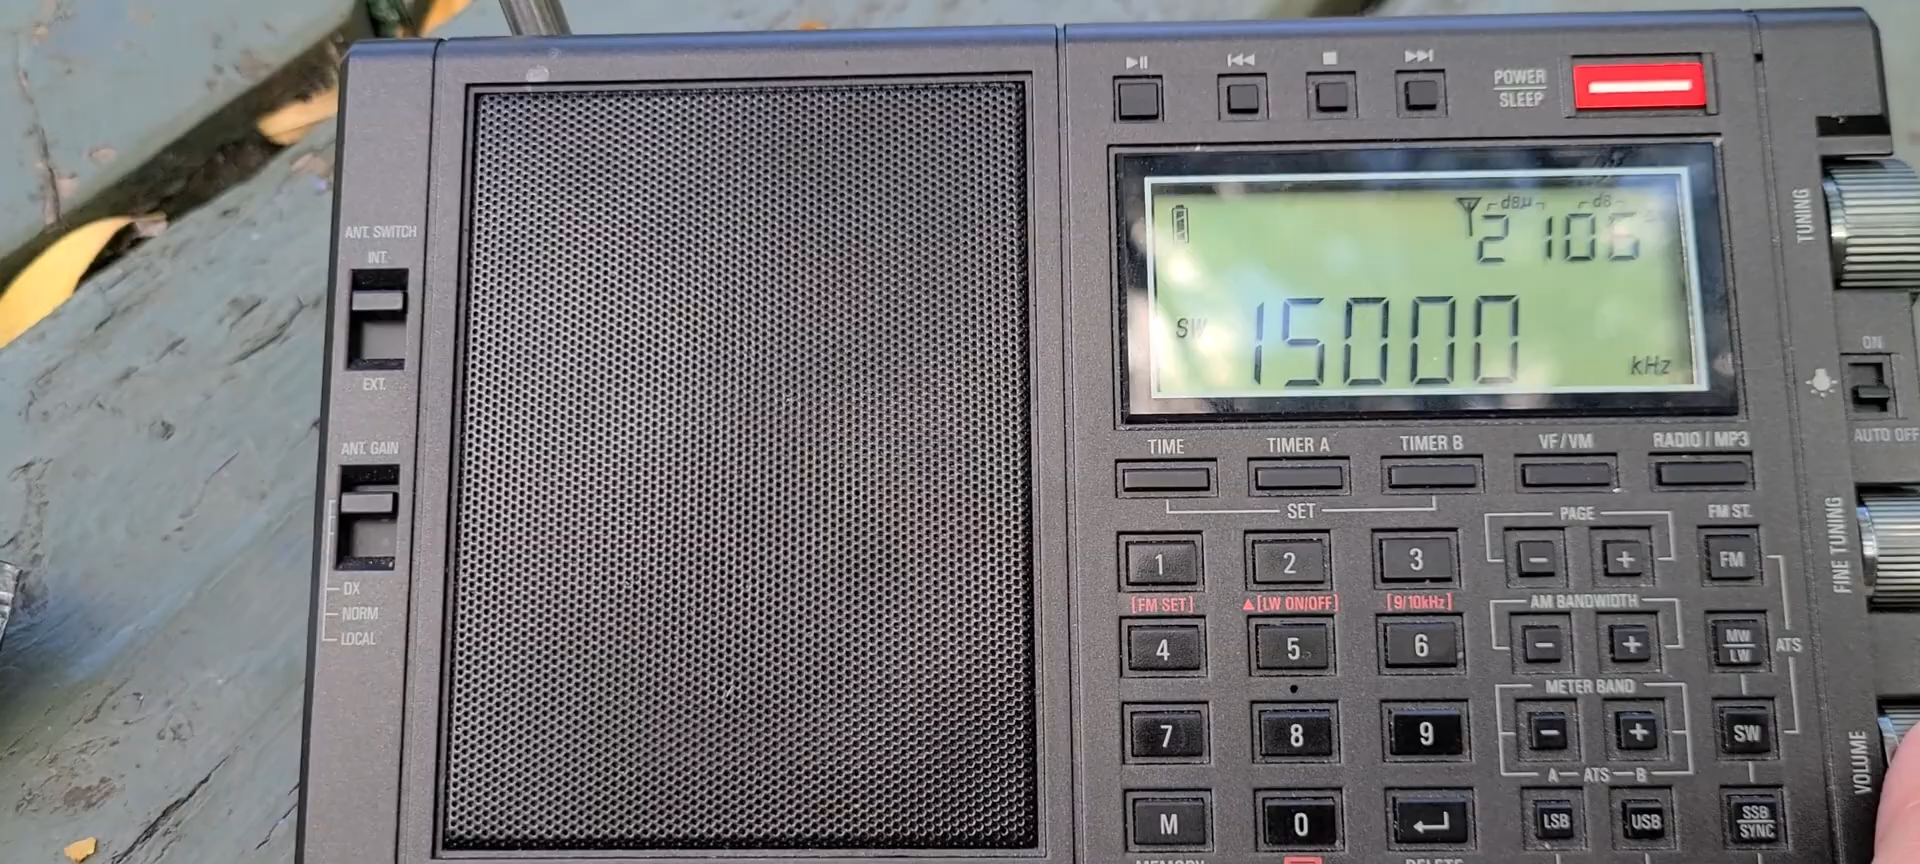 POWER
SLEEP
ANT. SWITCH
INT.
EXT.
ANT. GAIN
DX
NORM
LOCAL
dBμ dB
2106
SW 15000 kHz
TUNING
ON
AUTO OFF
TIME TIMER A TIMER B VF/VM RADIO / MP3
SET
PAGE FM ST.
1 2 3 - + FM
[FM SET] ▲[LW ON/OFF] [9/10kHz]
AM BANDWIDTH
4 5 6 - + MW
LW
ATS
FINE TUNING
METER BAND
7 8 9 - + SW
A ATS B
VOLUME
M 0 LSB USB SSB
SYNC
MEMORY DELETE